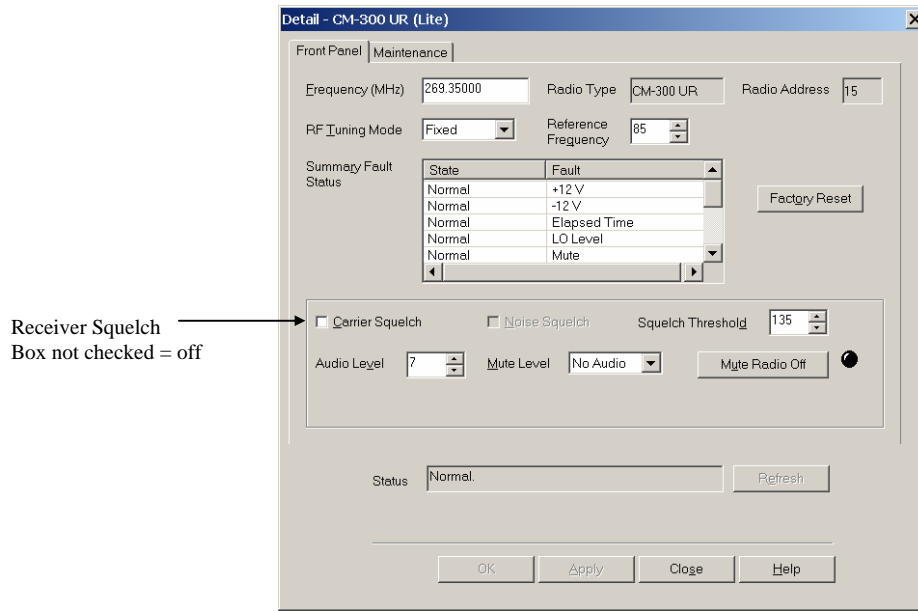 Detail - CM-300 UR (Lite)
Front Panel
Maintenance
Frequency (MHz) 269.35000 Radio Type CM-300 UR Radio Address 15
RF Tuning Mode Fixed Reference Frequency 85
Summary Fault Status
State Fault
Normal +12 V
Normal -12 V
Normal Elapsed Time
Normal LO Level
Normal Mute
Factory Reset
Receiver Squelch
Box not checked = off
Carrier Squelch Noise Squelch Squelch Threshold 135
Audio Level 7 Mute Level No Audio Mute Radio Off
Status Normal. Refresh
OK Apply Close Help